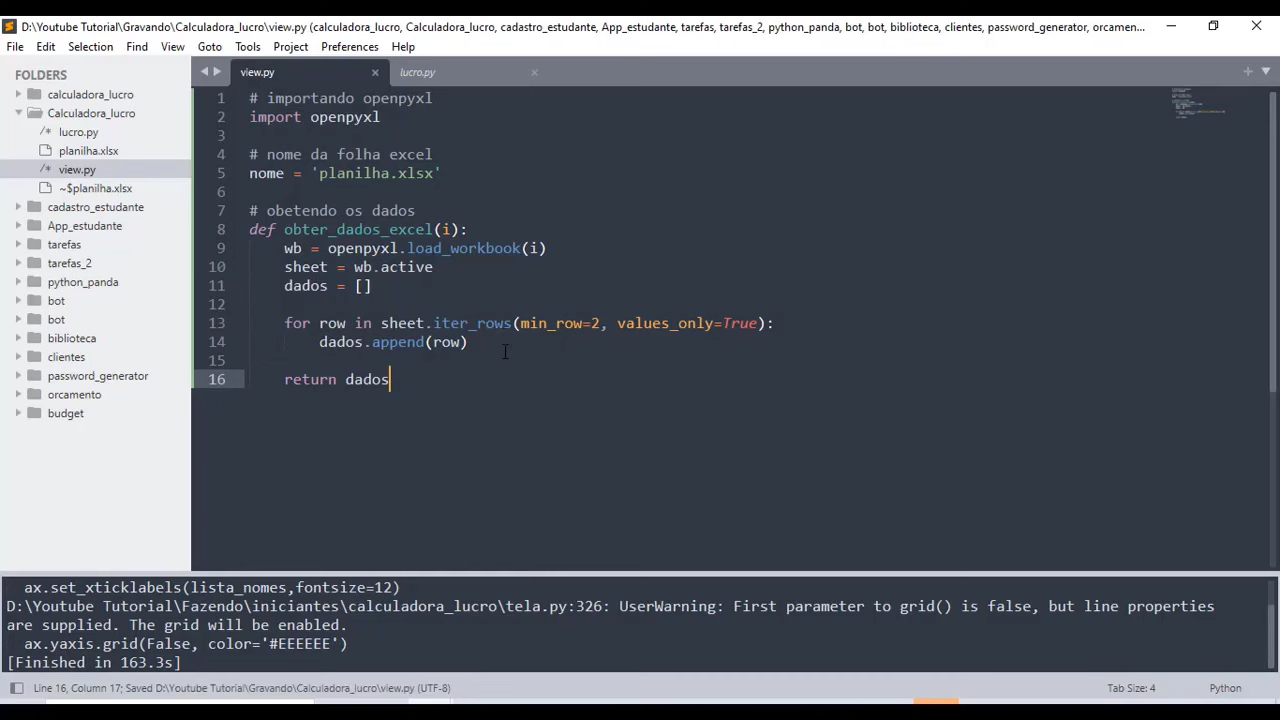 D:\Youtube Tutorial\Gravando\Calculadora_lucro\view.py (calculadora_lucro, Calculadora_lucro, cadastro_estudante, App_estudante, tarefas, tarefas_2, python_panda, bot, bot, biblioteca, clientes, password_generator, orcamen...
File Edit Selection Find View Goto Tools Project Preferences Help
FOLDERS
calculadora_lucro
Calculadora_lucro
/* lucro.py
planilha.xlsx
/* view.py
~$planilha.xlsx
cadastro_estudante
App_estudante
tarefas
tarefas_2
python_panda
bot
bot
biblioteca
clientes
password_generator
orcamento
budget
view.py lucro.py
1 # importando openpyxl
2 import openpyxl
3
4 # nome da folha excel
5 nome = 'planilha.xlsx'
6
7 # obetendo os dados
8 def obter_dados_excel(i):
9 wb = openpyxl.load_workbook(i)
10 sheet = wb.active
11 dados = []
12
13 for row in sheet.iter_rows(min_row=2, values_only=True):
14 dados.append(row)
15
16 return dados
ax.set_xticklabels(lista_nomes,fontsize=12)
D:\Youtube Tutorial\Fazendo\iniciantes\calculadora_lucro\tela.py:326: UserWarning: First parameter to grid() is false, but line properties
are supplied. The grid will be enabled.
ax.yaxis.grid(False, color='#EEEEEE')
[Finished in 163.3s]
Line 16, Column 17; Saved D:\Youtube Tutorial\Gravando\Calculadora_lucro\view.py (UTF-8) Tab Size: 4 Python